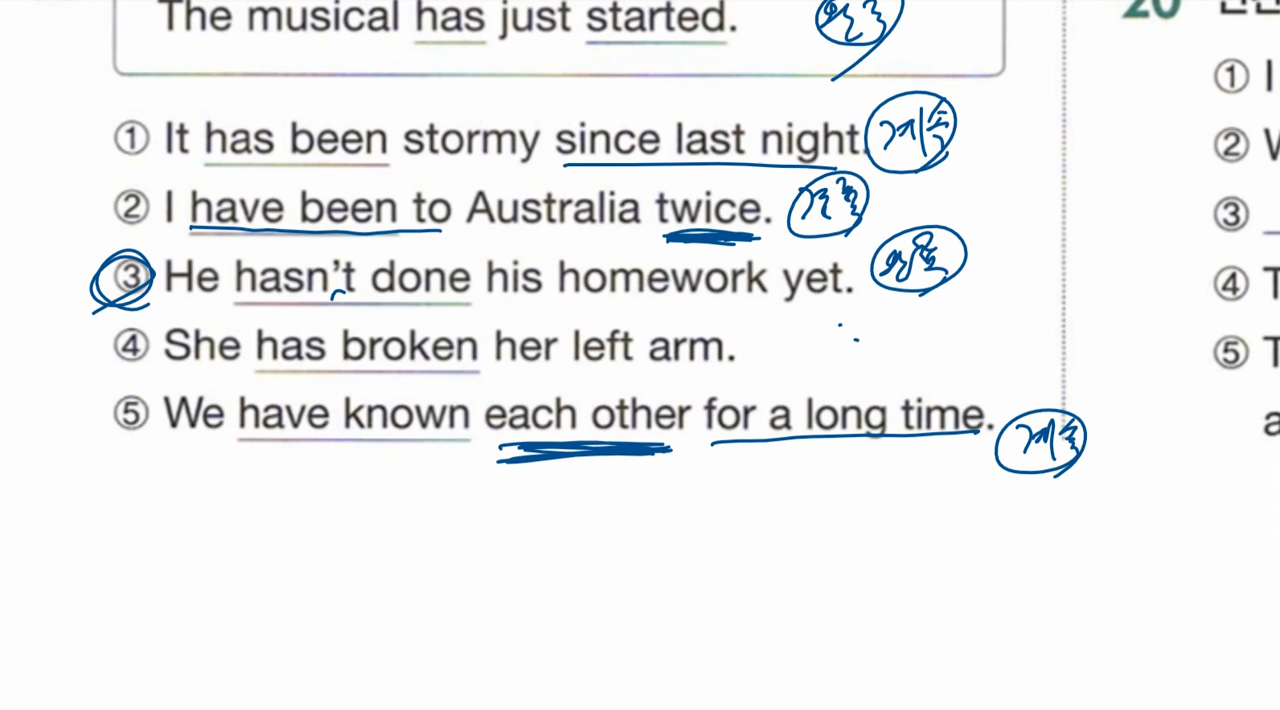 The musical has just started. 완료
① It has been stormy since last night. 계속
② I have been to Australia twice. 경험
③ He hasn't done his homework yet. 완료
④ She has broken her left arm.
⑤ We have known each other for a long time. 계속
20
① I
②
③
④ T
⑤ T
a